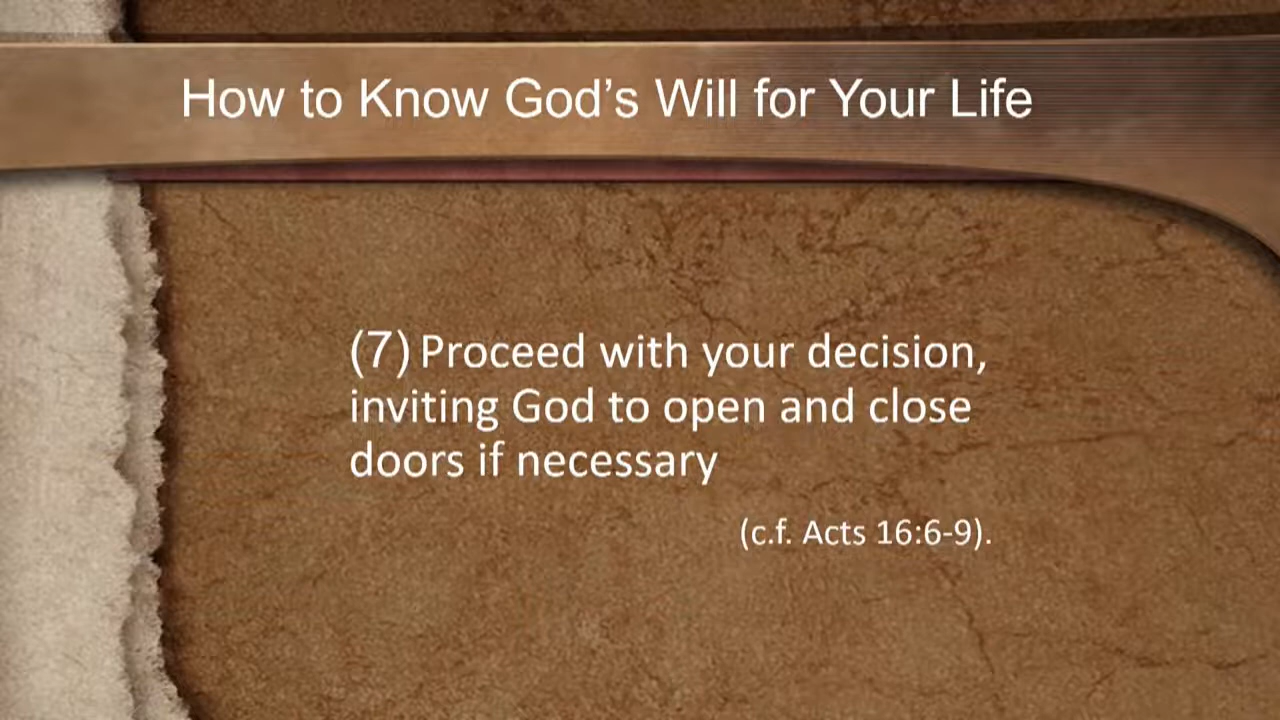 How to Know God’s Will for Your Life
(7) Proceed with your decision,
inviting God to open and close
doors if necessary
(c.f. Acts 16:6-9).